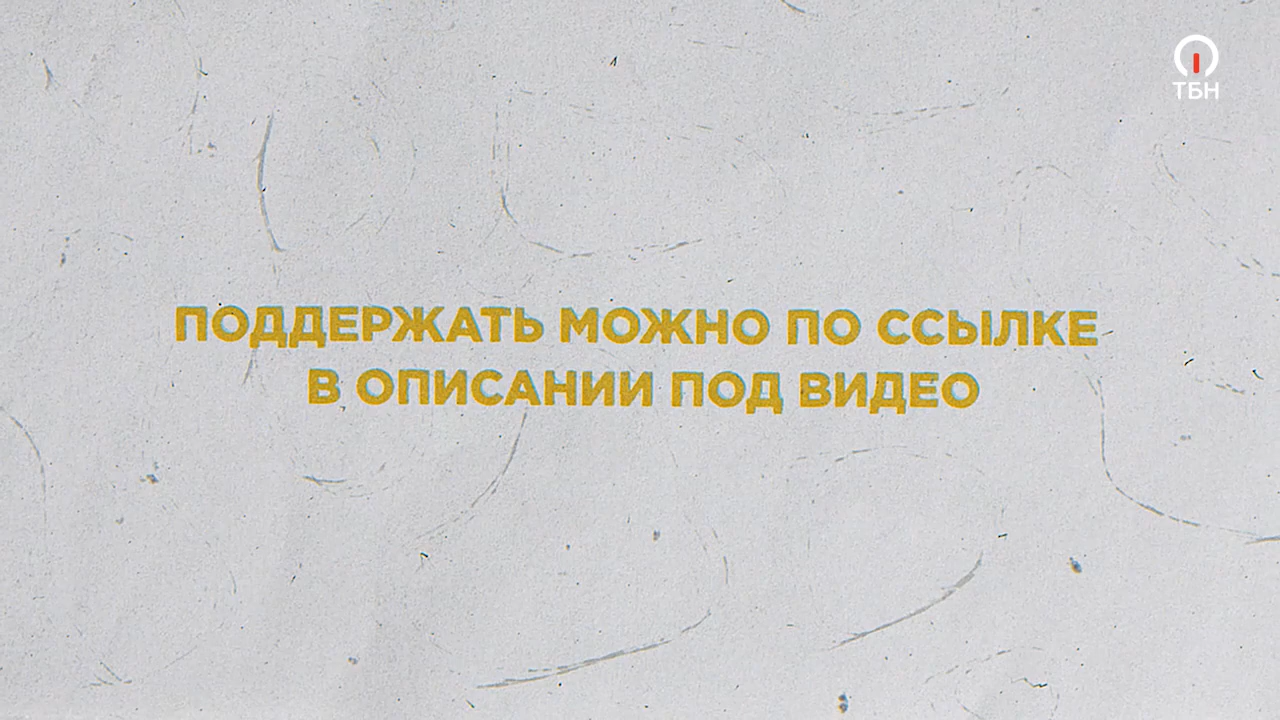 ТБН
ПОДДЕРЖАТЬ МОЖНО ПО ССЫЛКЕ
В ОПИСАНИИ ПОД ВИДЕО